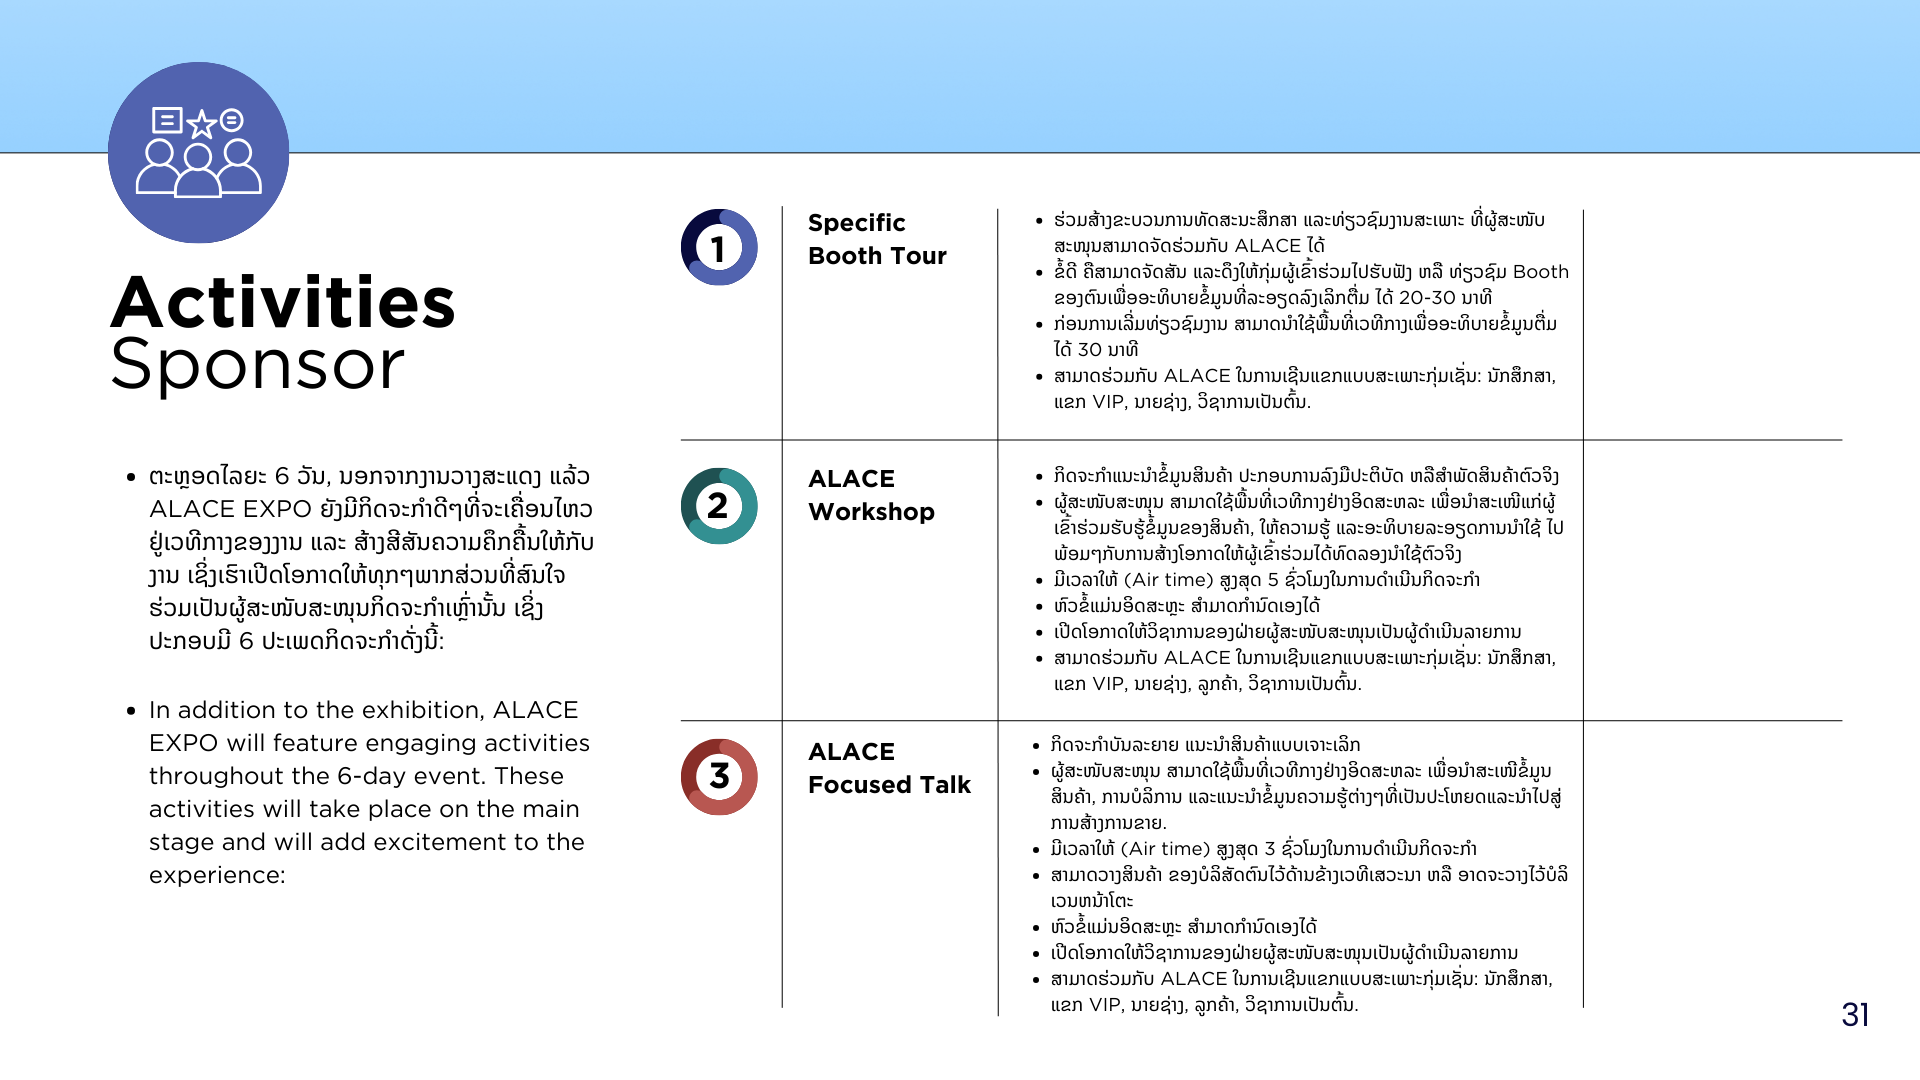 Activities
Sponsor
• ຕະຫຼອດໄລຍະ 6 ວັນ, ນອກຈາກງານວາງສະແດງ ແລ້ວ
ALACE EXPO ຍັງມີກິດຈະກຳດີໆທີ່ຈະເຄື່ອນໄຫວ
ຢູ່ເວທີກາງຂອງງານ ແລະ ສ້າງສີສັນຄວາມຄຶກຄື້ນໃຫ້ກັບ
ງານ ເຊິ່ງເຮົາເປີດໂອກາດໃຫ້ທຸກໆພາກສ່ວນທີ່ສົນໃຈ
ຮ່ວມເປັນຜູ້ສະໜັບສະໜຸນກິດຈະກຳເຫຼົ່ານັ້ນ ເຊິ່ງ
ປະກອບມີ 6 ປະເພດກິດຈະກຳດັ່ງນີ້:
• In addition to the exhibition, ALACE
EXPO will feature engaging activities
throughout the 6-day event. These
activities will take place on the main
stage and will add excitement to the
experience:
1
Specific
Booth Tour
• ຮ່ວມສ້າງຂະບວນການທັດສະນະສຶກສາ ແລະທ່ຽວຊົມງານສະເພາະ ທີ່ຜູ້ສະໜັບ
ສະໜຸນສາມາດຈັດຮ່ວມກັບ ALACE ໄດ້
• ຂໍ້ດີ ຄືສາມາດຈັດສັນ ແລະດຶງໃຫ້ກຸ່ມຜູ້ເຂົ້າຮ່ວມໄປຮັບຟັງ ຫລື ທ່ຽວຊົມ Booth
ຂອງຕົນເພື່ອອະທິບາຍຂໍ້ມູນທີ່ລະອຽດລົງເລິກຕື່ມ ໄດ້ 20-30 ນາທີ
• ກ່ອນການເລີ່ມທ່ຽວຊົມງານ ສາມາດນຳໃຊ້ພື້ນທີ່ເວທີກາງເພື່ອອະທິບາຍຂໍ້ມູນຕື່ມ
ໄດ້ 30 ນາທີ
• ສາມາດຮ່ວມກັບ ALACE ໃນການເຊີນແຂກແບບສະເພາະກຸ່ມເຊັ່ນ: ນັກສຶກສາ,
ແຂກ VIP, ນາຍຊ່າງ, ວິຊາການເປັນຕົ້ນ.
2
ALACE
Workshop
• ກິດຈະກຳແນະນຳຂໍ້ມູນສິນຄ້າ ປະກອບການລົງມືປະຕິບັດ ຫລືສຳພັດສິນຄ້າຕົວຈິງ
• ຜູ້ສະໜັບສະໜຸນ ສາມາດໃຊ້ພື້ນທີ່ເວທີກາງຢ່າງອິດສະຫລະ ເພື່ອນຳສະເໜີແກ່ຜູ້
ເຂົ້າຮ່ວມຮັບຮູ້ຂໍ້ມູນຂອງສິນຄ້າ, ໃຫ້ຄວາມຮູ້ ແລະອະທິບາຍລະອຽດການນຳໃຊ້ ໄປ
ພ້ອມໆກັບການສ້າງໂອກາດໃຫ້ຜູ້ເຂົ້າຮ່ວມໄດ້ທົດລອງນຳໃຊ້ຕົວຈິງ
• ມີເວລາໃຫ້ (Air time) ສູງສຸດ 5 ຊົ່ວໂມງໃນການດຳເນີນກິດຈະກຳ
• ຫົວຂໍ້ແມ່ນອິດສະຫຼະ ສຳມາດກຳນົດເອງໄດ້
• ເປີດໂອກາດໃຫ້ວິຊາການຂອງຝ່າຍຜູ້ສະໜັບສະໜຸນເປັນຜູ້ດຳເນີນລາຍການ
• ສາມາດຮ່ວມກັບ ALACE ໃນການເຊີນແຂກແບບສະເພາະກຸ່ມເຊັ່ນ: ນັກສຶກສາ,
ແຂກ VIP, ນາຍຊ່າງ, ລູກຄ້າ, ວິຊາການເປັນຕົ້ນ.
3
ALACE
Focused Talk
• ກິດຈະກຳບັນລະຍາຍ ແນະນຳສິນຄ້າແບບເຈາະເລິກ
• ຜູ້ສະໜັບສະໜຸນ ສາມາດໃຊ້ພື້ນທີ່ເວທີກາງຢ່າງອິດສະຫລະ ເພື່ອນຳສະເໜີຂໍ້ມູນ
ສິນຄ້າ, ການບໍລິການ ແລະແນະນຳຂໍ້ມູນຄວາມຮູ້ຕ່າງໆທີ່ເປັນປະໂຫຍດແລະນຳໄປສູ່
ການສ້າງການຂາຍ.
• ມີເວລາໃຫ້ (Air time) ສູງສຸດ 3 ຊົ່ວໂມງໃນການດຳເນີນກິດຈະກຳ
• ສາມາດວາງສິນຄ້າ ຂອງບໍລິສັດຕົນໄວ້ດ້ານຂ້າງເວທີເສວະນາ ຫລື ອາດຈະວາງໄວ້ບໍລິ
ເວນຫນ້າໂຕະ
• ຫົວຂໍ້ແມ່ນອິດສະຫຼະ ສຳມາດກຳນົດເອງໄດ້
• ເປີດໂອກາດໃຫ້ວິຊາການຂອງຝ່າຍຜູ້ສະໜັບສະໜຸນເປັນຜູ້ດຳເນີນລາຍການ
• ສາມາດຮ່ວມກັບ ALACE ໃນການເຊີນແຂກແບບສະເພາະກຸ່ມເຊັ່ນ: ນັກສຶກສາ,
ແຂກ VIP, ນາຍຊ່າງ, ລູກຄ້າ, ວິຊາການເປັນຕົ້ນ.
31